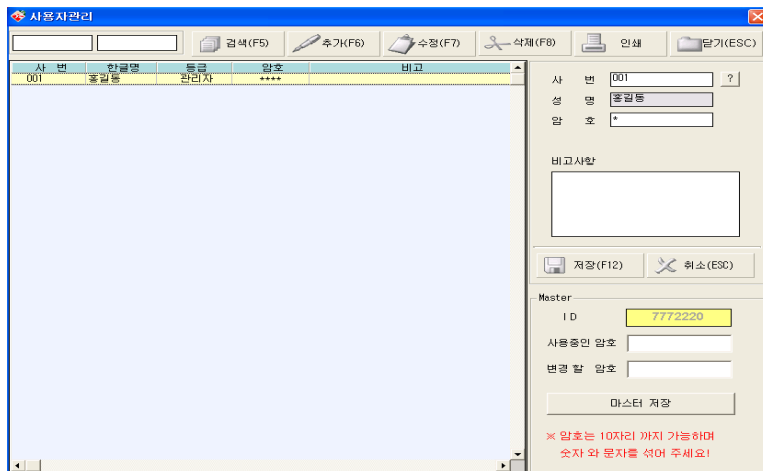 사용자관리
검색(F5) 추가(F6) 수정(F7) 삭제(F8) 인쇄 닫기(ESC)
사 번 한글명 등급 암호 비고
001 홍길동 관리자 ****
사 번 001 ?
성 명 홍길동
암 호 *
비고사항
저장(F12) 취소(ESC)
Master
ID 7772220
사용중인 암호
변경 할 암호
마스터 저장
※ 암호는 10자리 까지 가능하며
숫자 와 문자를 섞어 주세요!